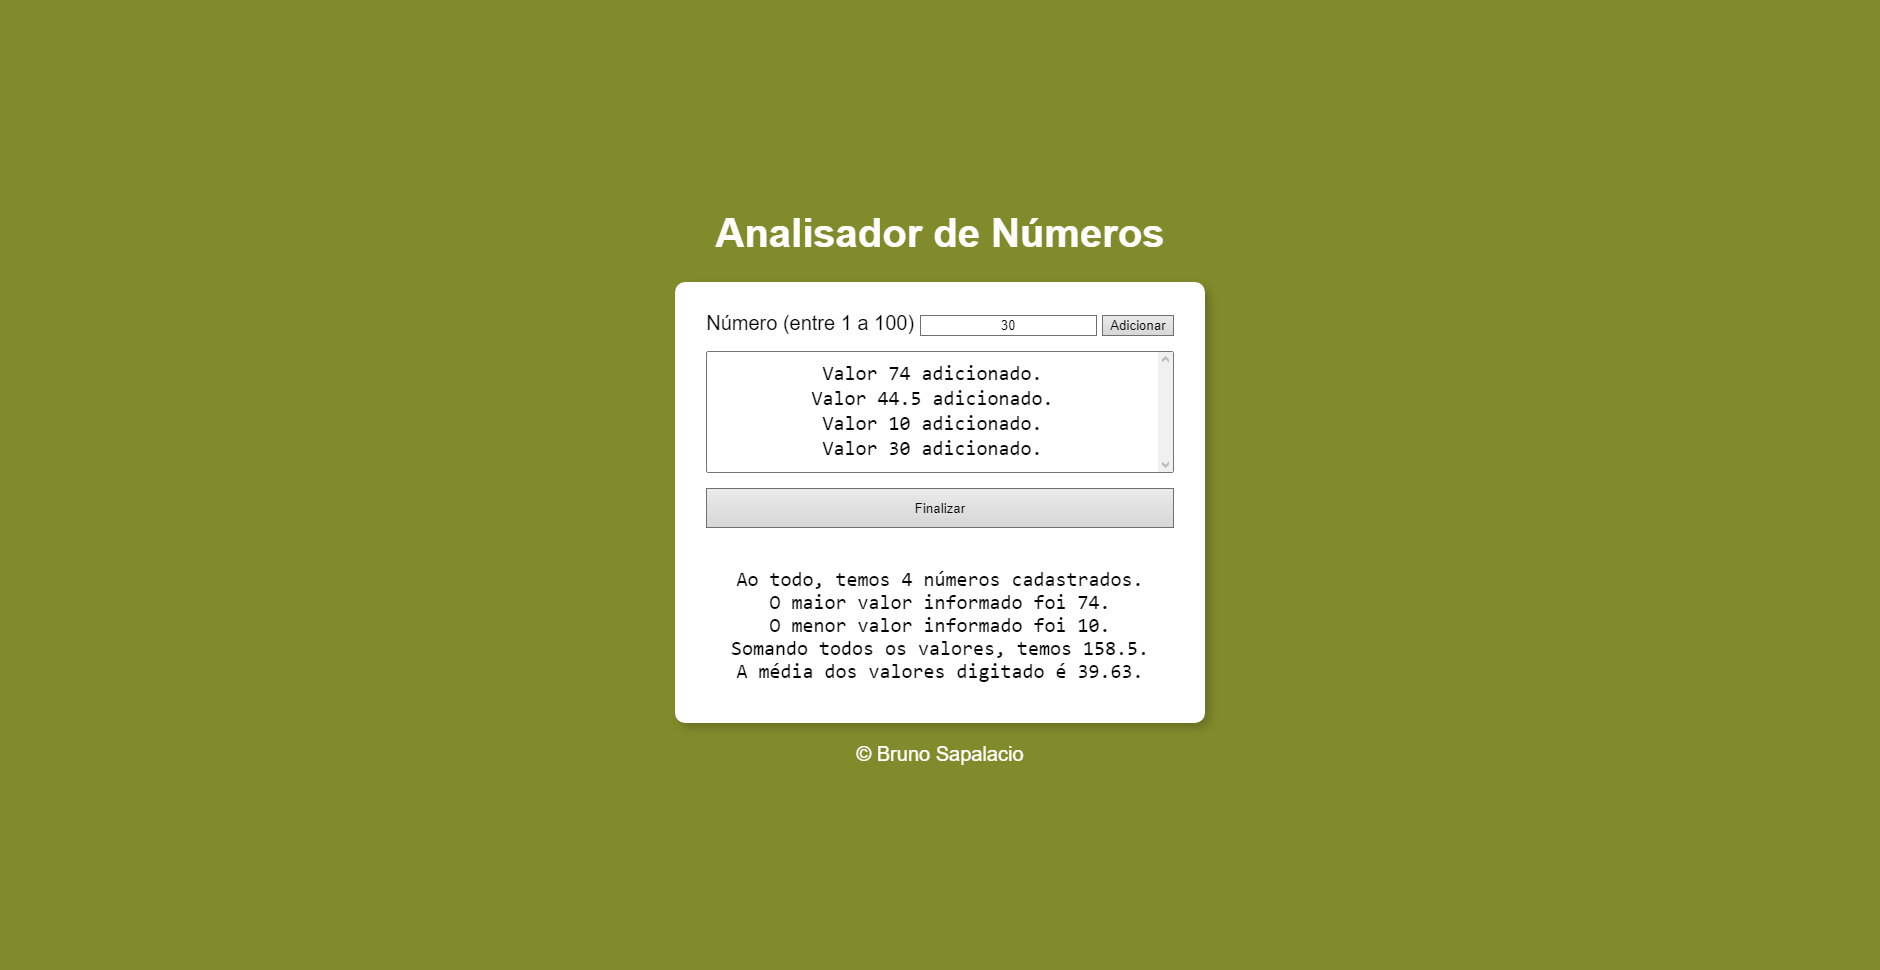 Analisador de Números
Número (entre 1 a 100) 30 Adicionar
Valor 74 adicionado.
Valor 44.5 adicionado.
Valor 10 adicionado.
Valor 30 adicionado.
Finalizar
Ao todo, temos 4 números cadastrados.
O maior valor informado foi 74.
O menor valor informado foi 10.
Somando todos os valores, temos 158.5.
A média dos valores digitado é 39.63.
© Bruno Sapalacio